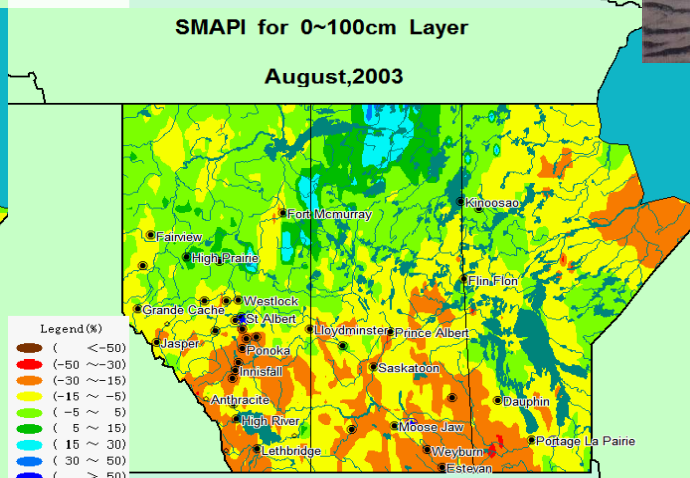 SMAPI for 0~100cm Layer
August,2003
Kinoosao
Fort Mcmurray
Fairview
High Prairie
Flin Flon
Westlock
Grande Cache
St Albert
Lloydminster
Prince Albert
Jasper
Ponoka
Innisfall
Saskatoon
Anthracite
Dauphin
High River
Moose Jaw
Portage La Pairie
Lethbridge
Weyburn
Estevan
Legend(%)
( <-50)
(-50 ~-30)
(-30 ~-15)
(-15 ~ -5)
( -5 ~ 5)
( 5 ~ 15)
( 15 ~ 30)
( 30 ~ 50)
( > 50)